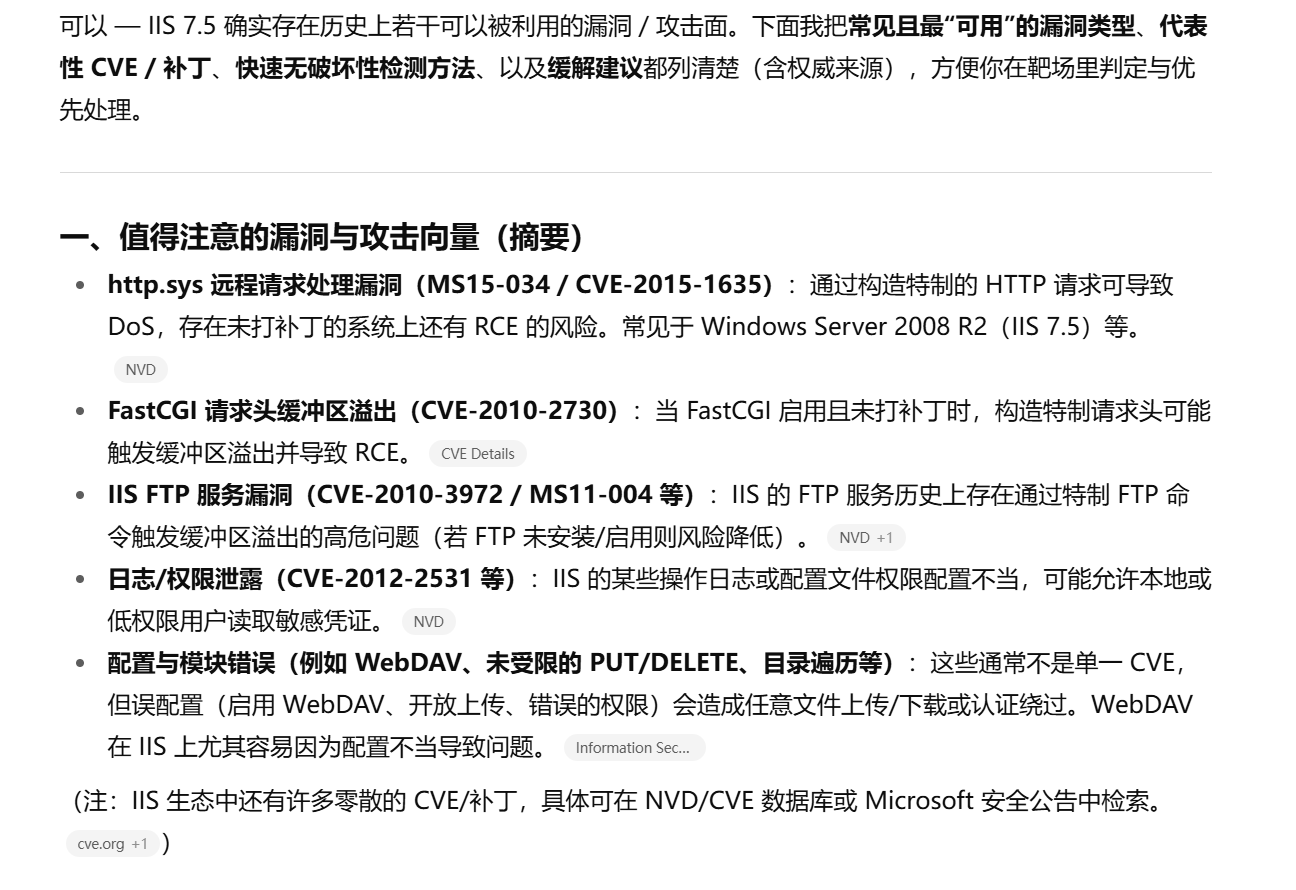 可以 — IIS 7.5 确实存在历史上若干可以被利用的漏洞 / 攻击面。下面我把常见且最“可用”的漏洞类型、代表
性 CVE / 补丁、快速无破坏性检测方法、以及缓解建议都列清楚（含权威来源），方便你在靶场里判定与优
先处理。
一、值得注意的漏洞与攻击向量（摘要）
• http.sys 远程请求处理漏洞（MS15-034 / CVE-2015-1635）：通过构造特制的 HTTP 请求可导致
DoS，存在未打补丁的系统上还有 RCE 的风险。常见于 Windows Server 2008 R2（IIS 7.5）等。
NVD
• FastCGI 请求头缓冲区溢出（CVE-2010-2730）：当 FastCGI 启用且未打补丁时，构造特制请求头可能
触发缓冲区溢出并导致 RCE。 CVE Details
• IIS FTP 服务漏洞（CVE-2010-3972 / MS11-004 等）：IIS 的 FTP 服务历史上存在通过特制 FTP 命
令触发缓冲区溢出的高危问题（若 FTP 未安装/启用则风险降低）。 NVD +1
• 日志/权限泄露（CVE-2012-2531 等）：IIS 的某些操作日志或配置文件权限配置不当，可能允许本地或
低权限用户读取敏感凭证。 NVD
• 配置与模块错误（例如 WebDAV、未受限的 PUT/DELETE、目录遍历等）：这些通常不是单一 CVE，
但误配置（启用 WebDAV、开放上传、错误的权限）会造成任意文件上传/下载或认证绕过。WebDAV
在 IIS 上尤其容易因为配置不当导致问题。 Information Sec...
（注：IIS 生态中还有许多零散的 CVE/补丁，具体可在 NVD/CVE 数据库或 Microsoft 安全公告中检索。
cve.org +1 ）